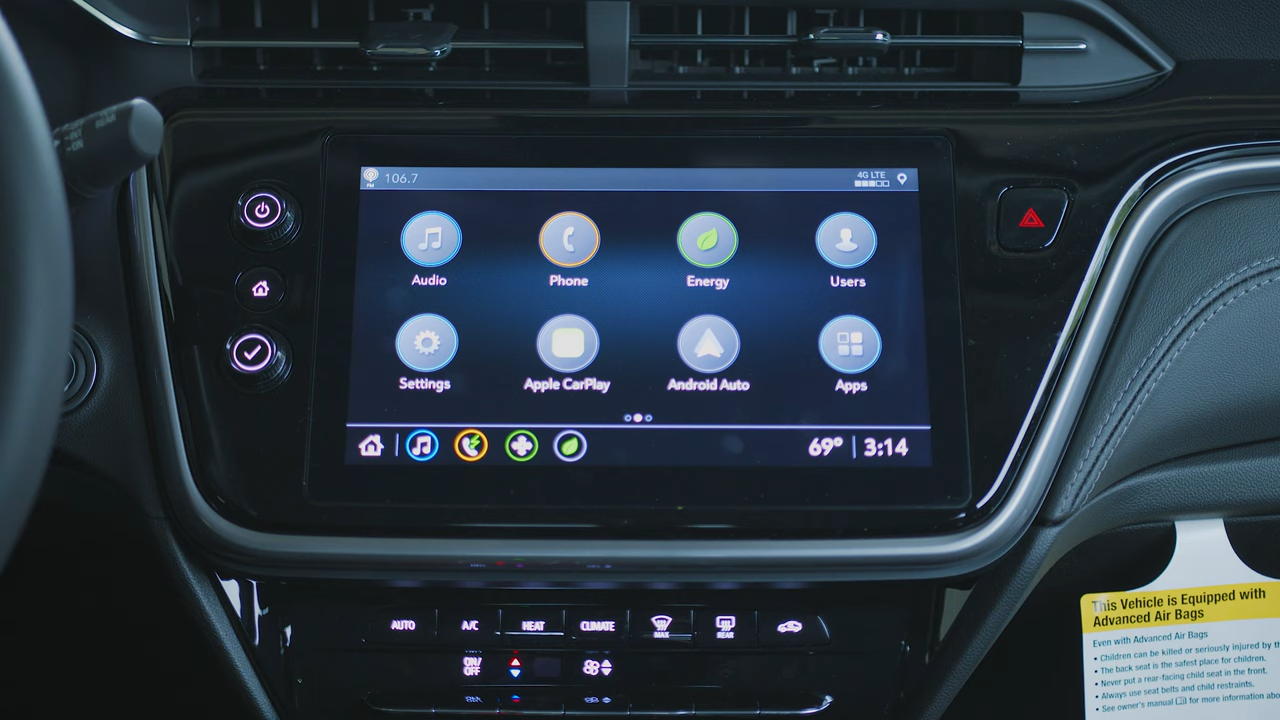 FM 106.7
4G LTE
Audio Phone Energy Users
Settings Apple CarPlay Android Auto Apps
69° 3:14
AUTO A/C HEAT CLIMATE MAX REAR
ON/
OFF
This Vehicle is Equipped with
Advanced Air Bags
Even with Advanced Air Bags
• Children can be killed or seriously injured by
• The back seat is the safest place for children.
• Never put a rear-facing child seat in the front.
• Always use seat belts and child restraints.
• See owner's manual for more information